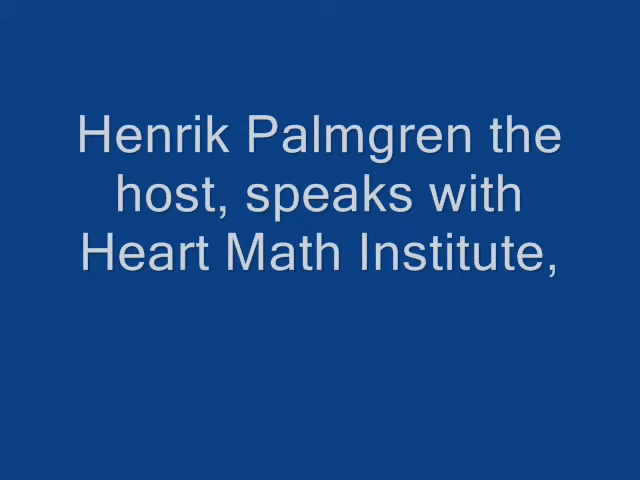 Henrik Palmgren the
host, speaks with
Heart Math Institute,